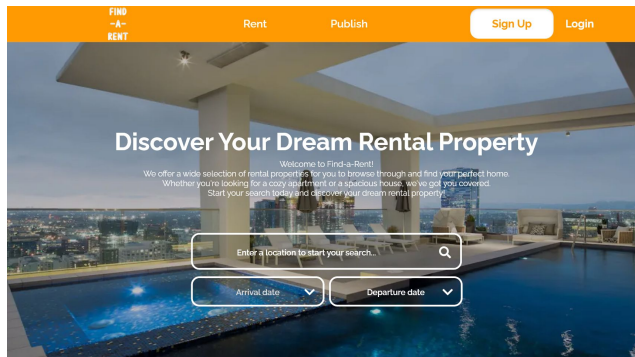 FIND
-A-
RENT
Rent
Publish
Sign Up
Login
Discover Your Dream Rental Property
Welcome to Find-a-Rent!
We offer a wide selection of rental properties for you to browse through and find your perfect home.
Whether you're looking for a cozy apartment or a spacious house, we've got you covered.
Start your search today and discover your dream rental property!
Enter a location to start your search...
Arrival date
Departure date